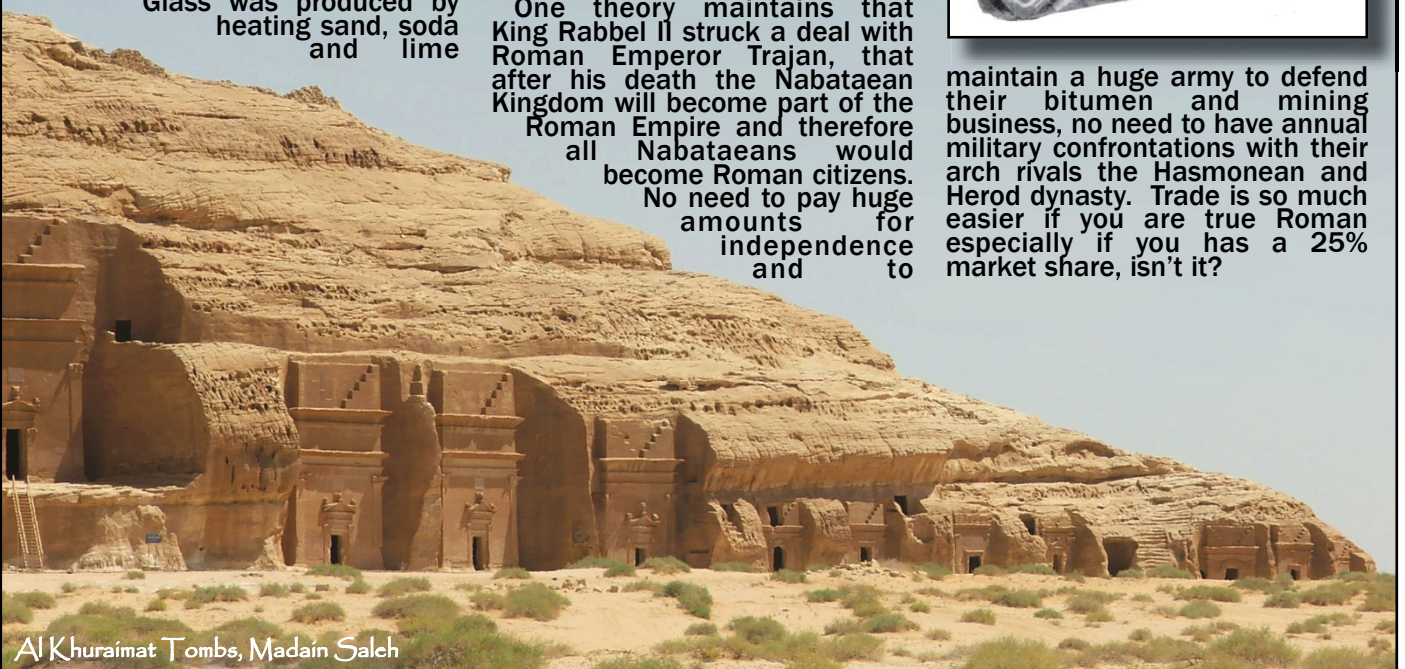 Glass was produced by
heating sand, soda
and lime
One theory maintains that
King Rabbel II struck a deal with
Roman Emperor Trajan, that
after his death the Nabataean
Kingdom will become part of the
Roman Empire and therefore
all Nabataeans would
become Roman citizens.
No need to pay huge
amounts for
independence
and to
maintain a huge army to defend
their bitumen and mining
business, no need to have annual
military confrontations with their
arch rivals the Hasmonean and
Herod dynasty. Trade is so much
easier if you are true Roman
especially if you has a 25%
market share, isn't it?
Al Khuraimat Tombs, Madain Saleh